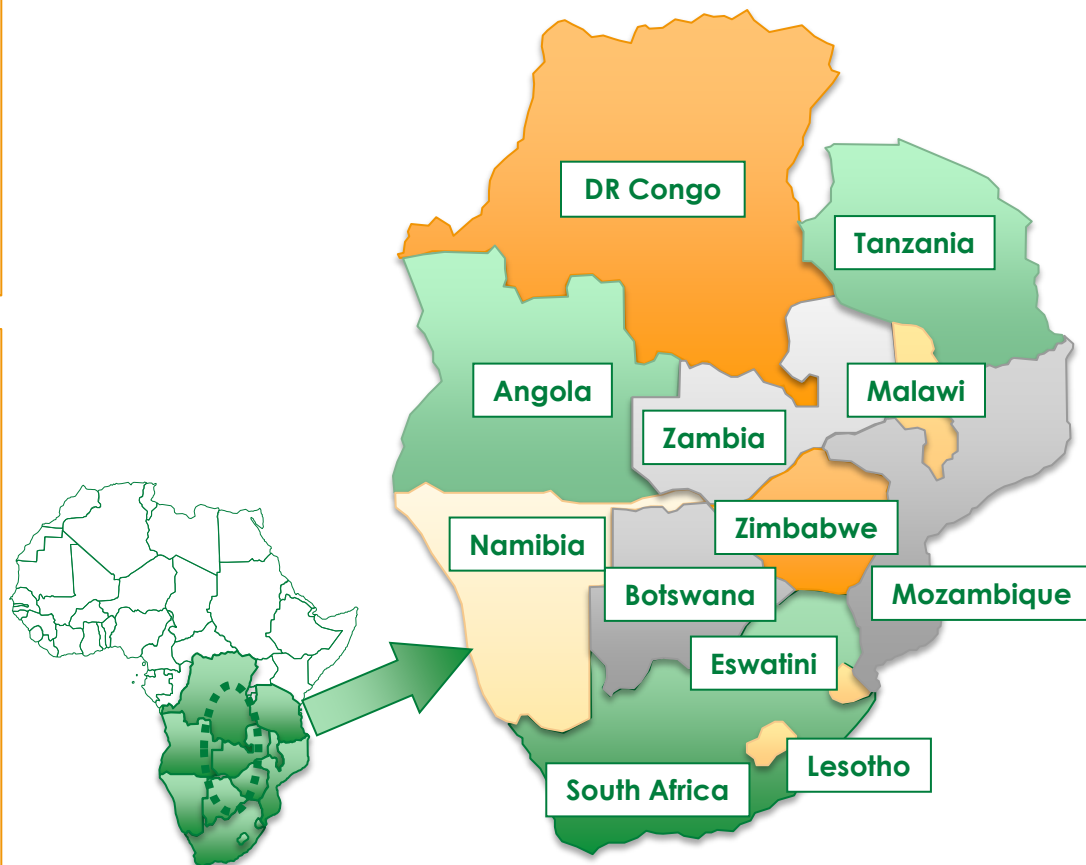 DR Congo
Tanzania
Angola
Malawi
Zambia
Zimbabwe
Namibia
Botswana
Mozambique
Eswatini
Lesotho
South Africa